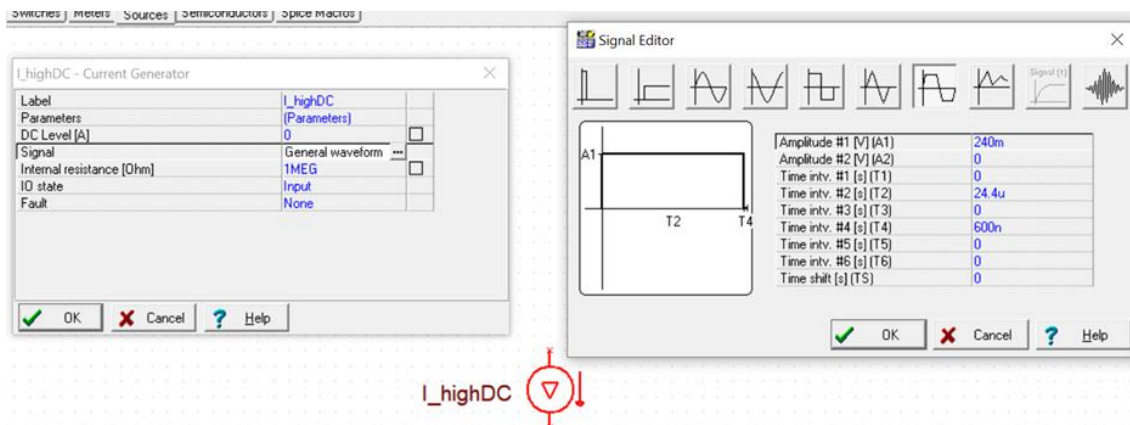 Switches Meters Sources Semiconductors Spice Macros
Signal Editor
I_highDC - Current Generator
Label I_highDC
Parameters (Parameters)
DC Level [A] 0
Signal General waveform ...
Internal resistance [Ohm] 1MEG
IO state Input
Fault None
OK Cancel ? Help
Signal (t)
A1
T2 T4
Amplitude #1 [V] (A1) 240m
Amplitude #2 [V] (A2) 0
Time intv. #1 [s] (T1) 0
Time intv. #2 [s] (T2) 24.4u
Time intv. #3 [s] (T3) 0
Time intv. #4 [s] (T4) 600n
Time intv. #5 [s] (T5) 0
Time intv. #6 [s] (T6) 0
Time shift [s] (TS) 0
OK Cancel ? Help
I_highDC